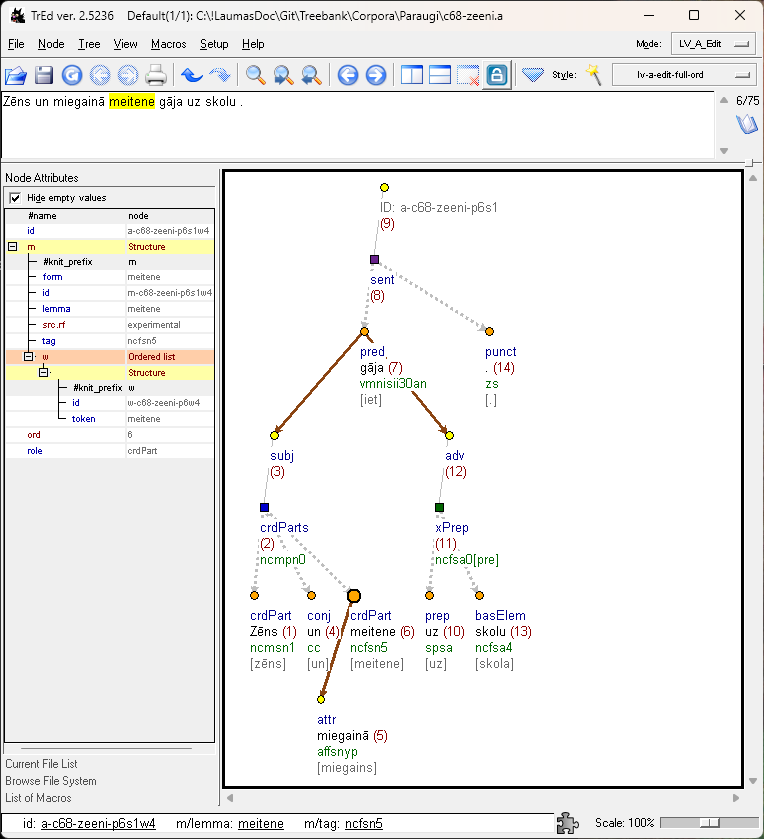 TrEd ver. 2.5236 Default(1/1): C:\!LaumasDoc\Git\Treebank\Corpora\Paraugi\c68-zeeni.a
File Node Tree View Macros Setup Help Mode: LV_A_Edit
Style: lv-a-edit-full-ord
Zēns un miegainā meitene gāja uz skolu .
6/75
Node Attributes
Hide empty values
#name node
id a-c68-zeeni-p6s1w4
m Structure
#knit_prefix m
form meitene
id m-c68-zeeni-p6s1w4
lemma meitene
src.rf experimental
tag ncfsn5
w Ordered list
Structure
#knit_prefix w
id w-c68-zeeni-p6w4
token meitene
ord 6
role crdPart
Current File List
Browse File System
List of Macros
ID: a-c68-zeeni-p6s1
(9)
sent
(8)
pred punct
gāja (7) . (14)
vmnisii30an zs
[iet] [.]
subj adv
(3) (12)
crdParts xPrep
(2) (11)
ncmpn0 ncfsa0[pre]
crdPart conj crdPart prep basElem
Zēns (1) un (4) meitene (6) uz (10) skolu (13)
ncmsn1 cc ncfsn5 spsa ncfsa4
[zēns] [un] [meitene] [uz] [skola]
attr
miegainā (5)
affsnyp
[miegains]
id: a-c68-zeeni-p6s1w4 m/lemma: meitene m/tag: ncfsn5 Scale: 100%